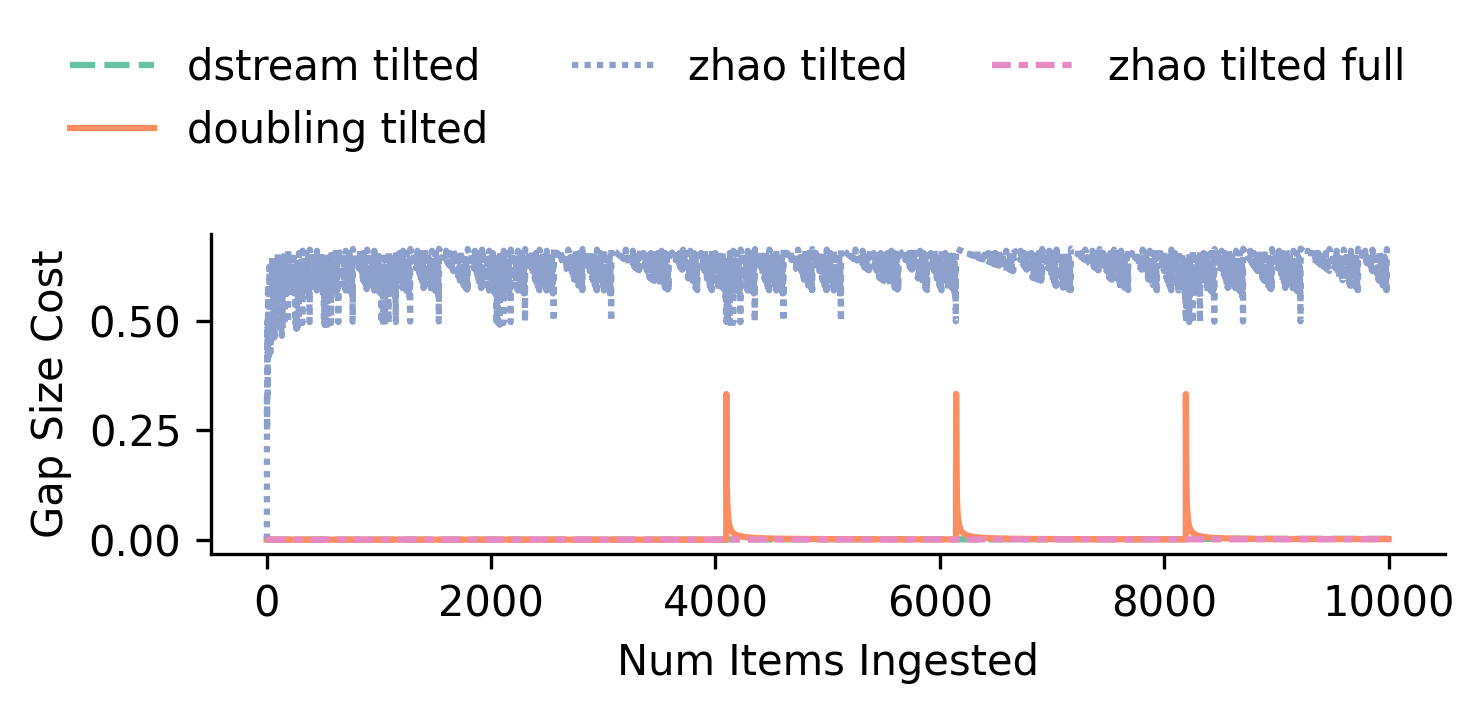 dstream tilted
zhao tilted
zhao tilted full
doubling tilted
Gap Size Cost
0.50
0.25
0.00
0
2000
4000
6000
8000
10000
Num Items Ingested